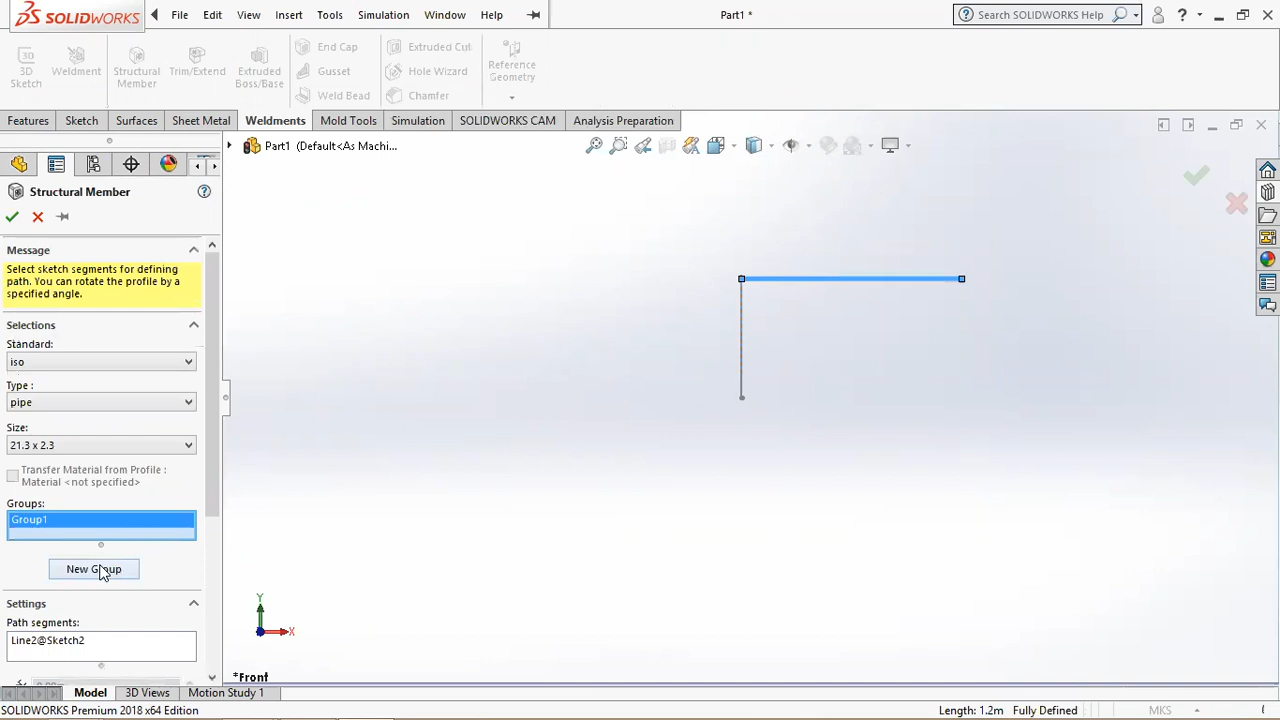 SOLIDWORKS
File Edit View Insert Tools Simulation Window Help
Part1 *
Search SOLIDWORKS Help
?
3D Sketch
Weldment
Structural Member
Trim/Extend
Extruded Boss/Base
End Cap
Gusset
Weld Bead
Extruded Cut
Hole Wizard
Chamfer
Reference Geometry
Features Sketch Surfaces Sheet Metal Weldments Mold Tools Simulation SOLIDWORKS CAM Analysis Preparation
Part1 (Default<As Machi...
Structural Member
?
Message
Select sketch segments for defining
path. You can rotate the profile by a
specified angle.
Selections
Standard:
iso
Type :
pipe
Size:
21.3 x 2.3
Transfer Material from Profile :
Material <not specified>
Groups:
Group1
New Group
Settings
Path segments:
Line2@Sketch2
Y
X
*Front
Model 3D Views Motion Study 1
SOLIDWORKS Premium 2018 x64 Edition
Length: 1.2m Fully Defined
MKS